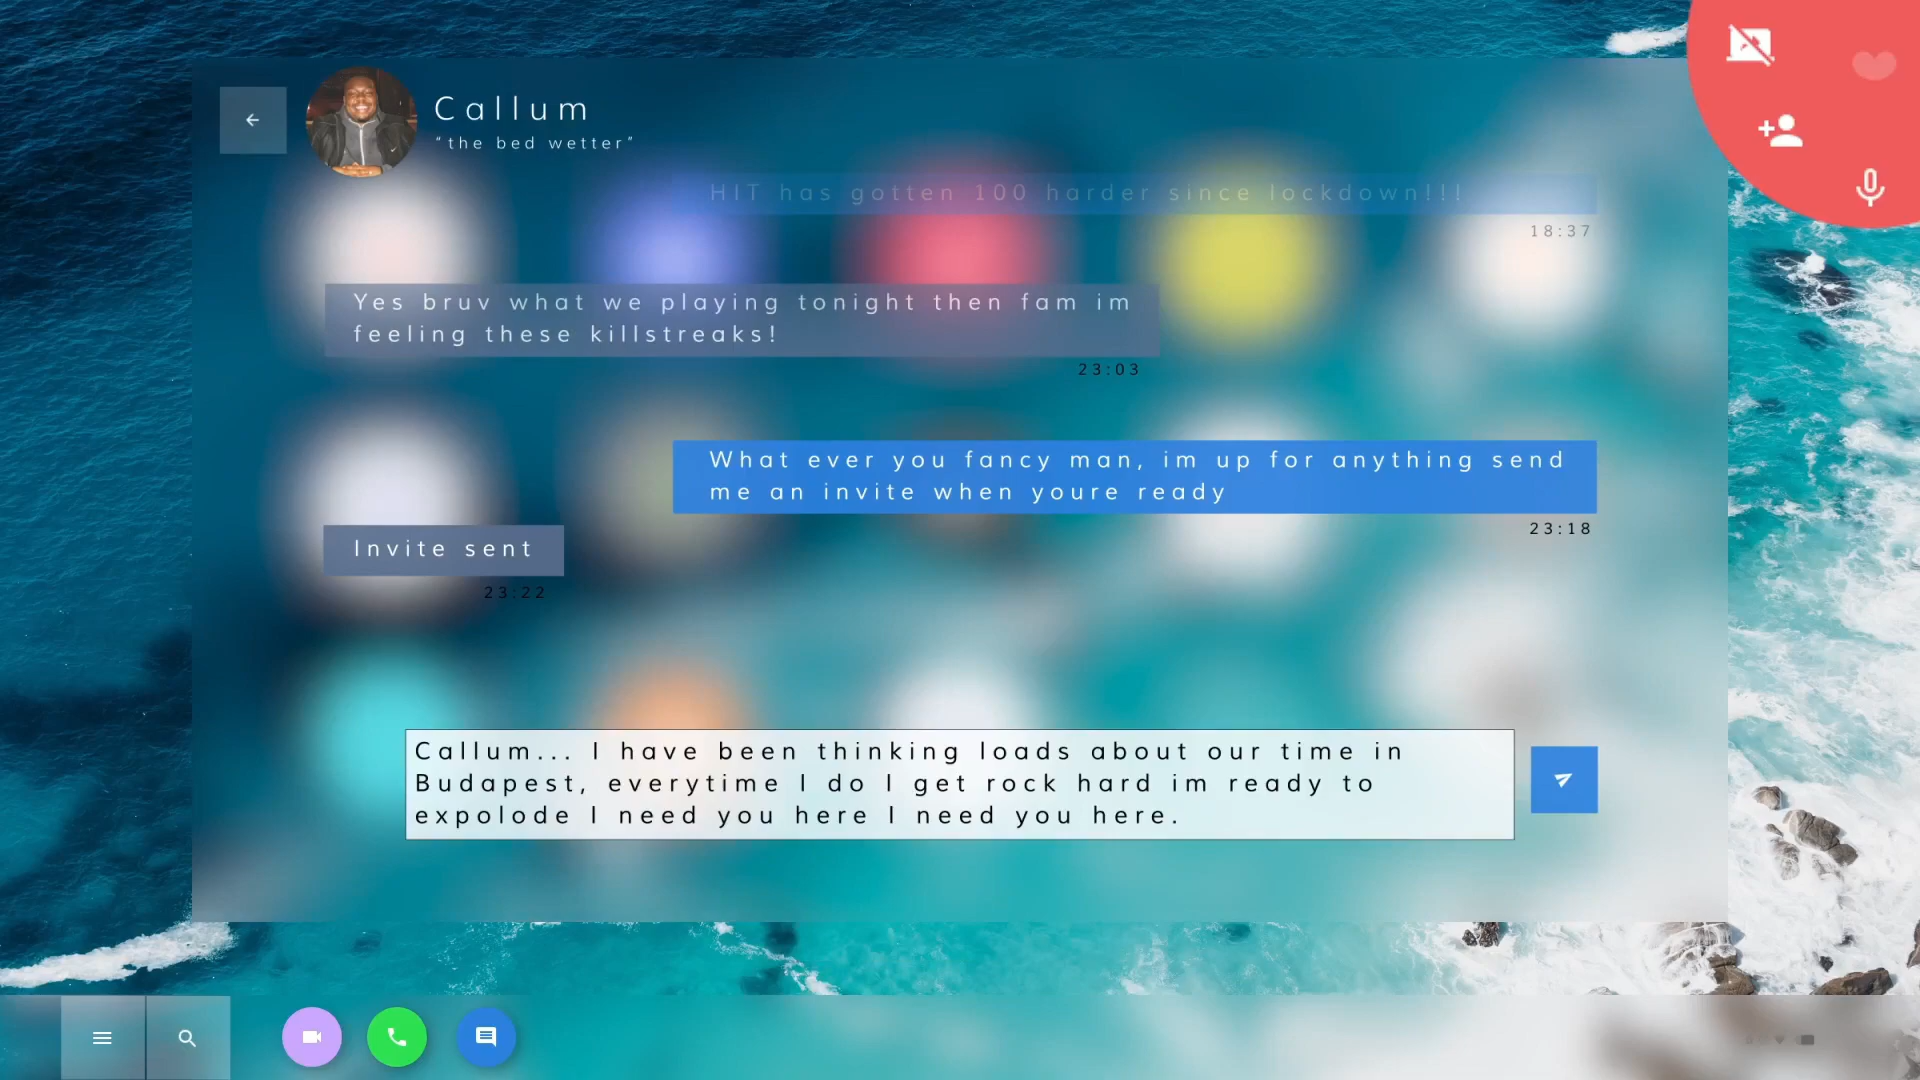 Callum
"the bed wetter"
HIT has gotten 100 harder since lockdown!!!
18:37
Yes bruv what we playing tonight then fam im
feeling these killstreaks!
23:03
What ever you fancy man, im up for anything send
me an invite when youre ready
23:18
Invite sent
23:22
Callum... I have been thinking loads about our time in
Budapest, everytime I do I get rock hard im ready to
expolode I need you here I need you here.